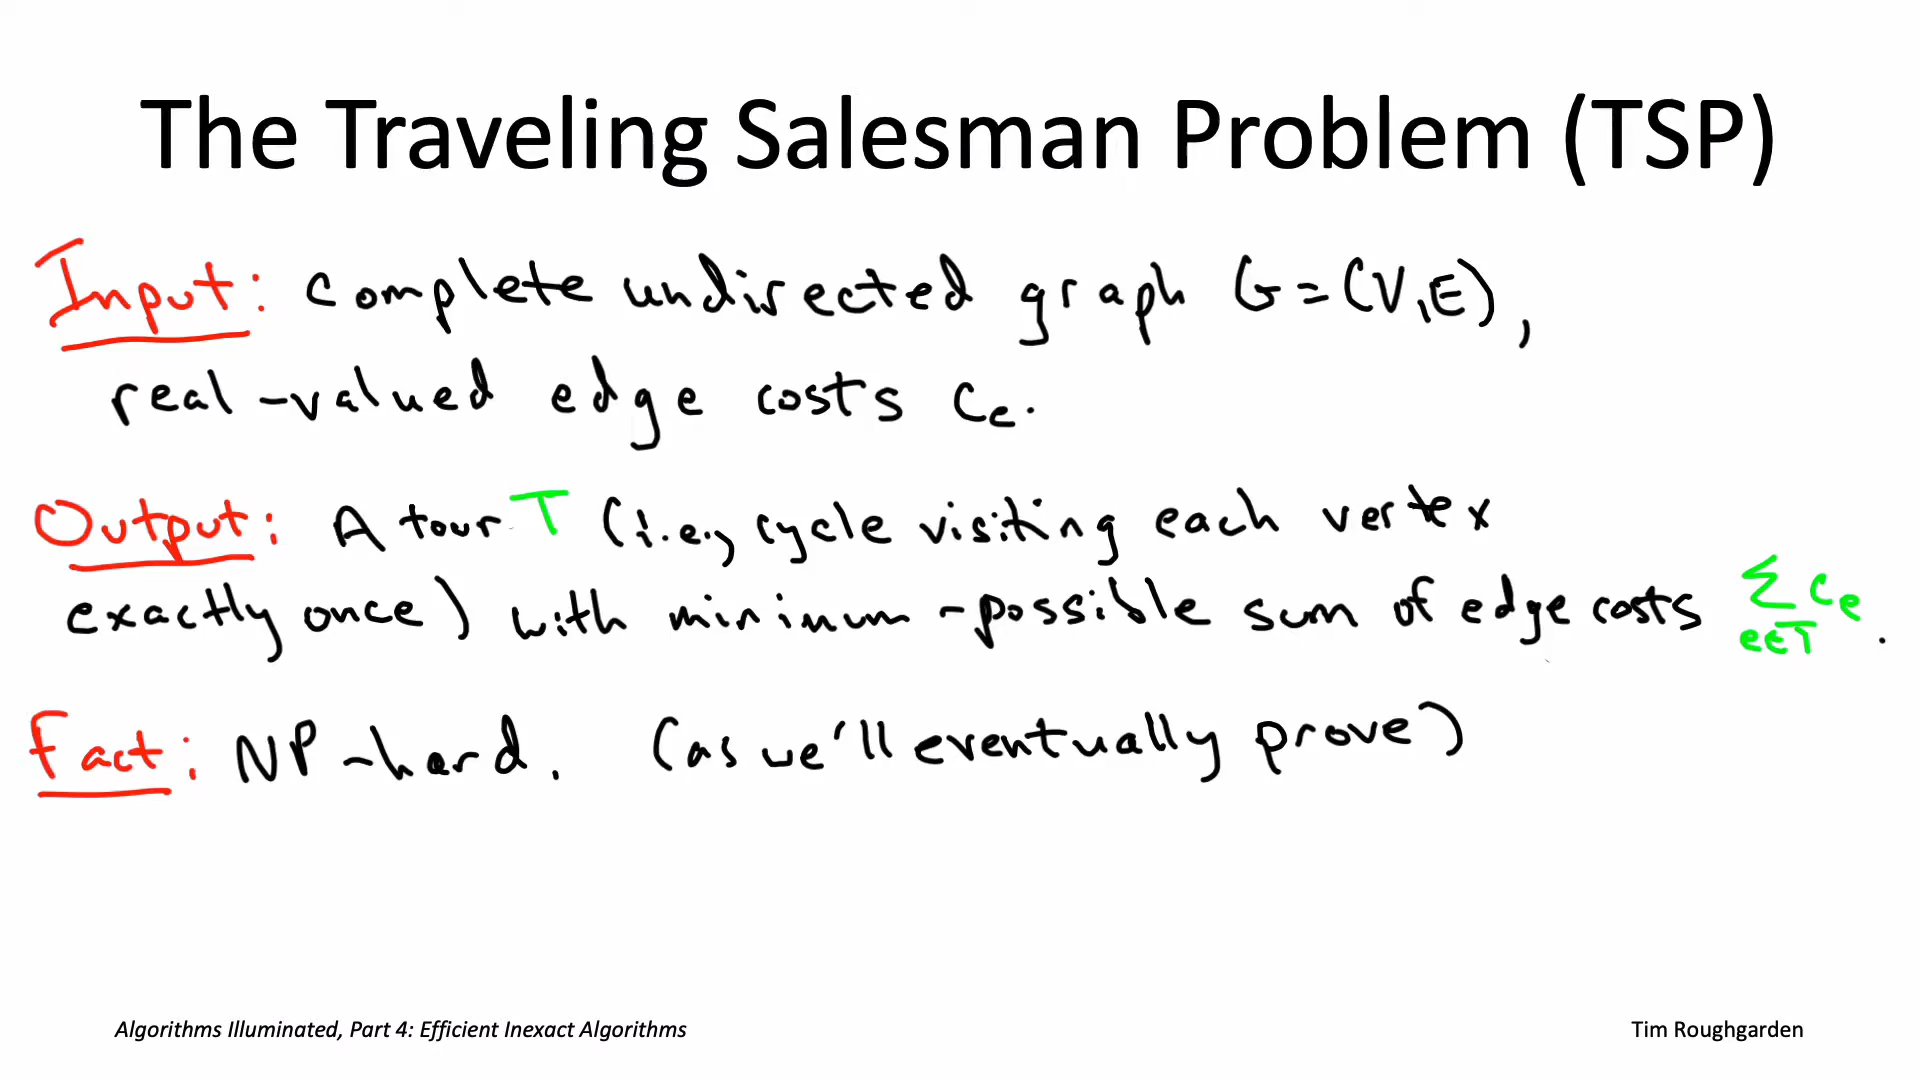 The Traveling Salesman Problem (TSP)
Input: complete undirected graph G=(V,E),
real-valued edge costs cₑ.
Output: A tour T (i.e., cycle visiting each vertex
exactly once) with minimum-possible sum of edge costs Σ cₑ
e∈T .
Fact: NP-hard. (as we'll eventually prove)
Algorithms Illuminated, Part 4: Efficient Inexact Algorithms
Tim Roughgarden